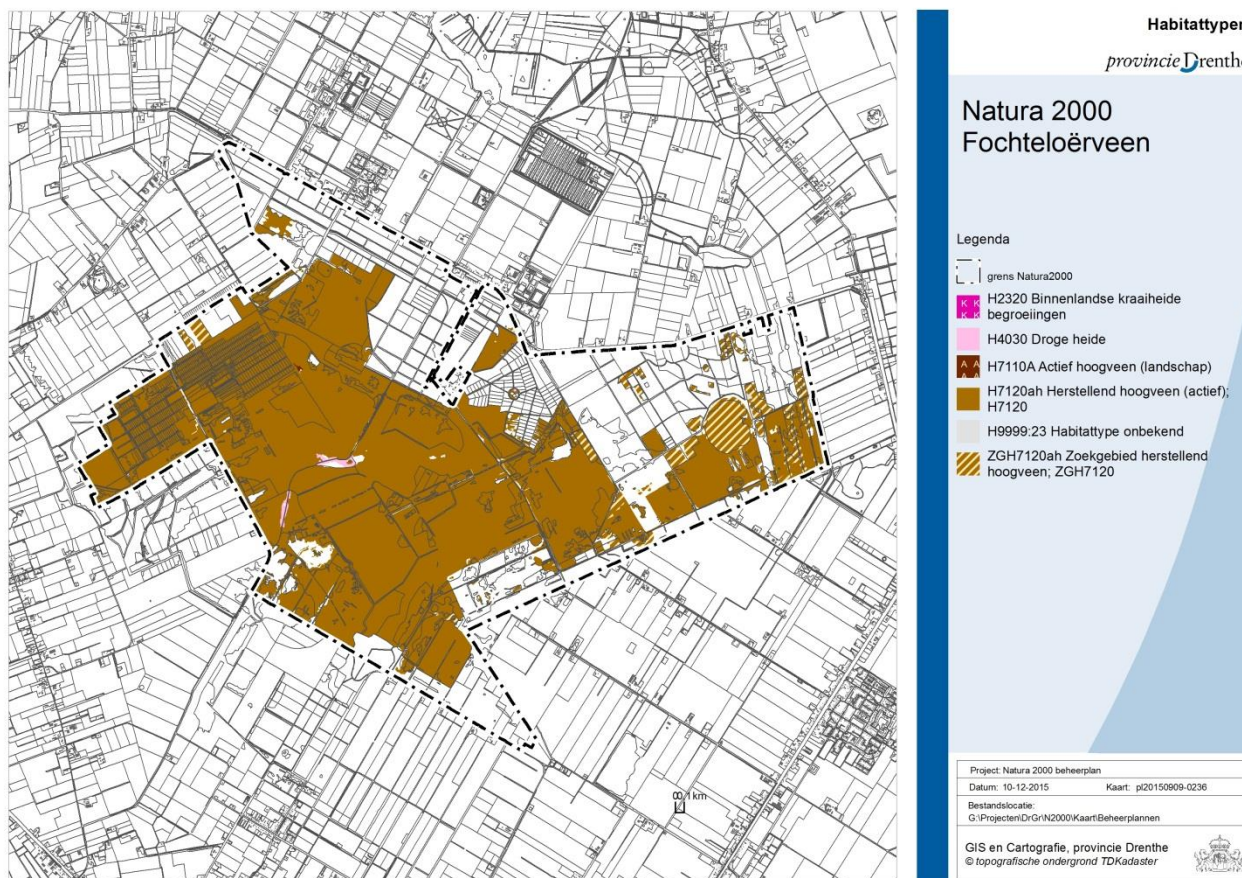 Habitattypen
provincie Drenthe
Natura 2000
Fochteloërveen
Legenda
grens Natura2000
H2320 Binnenlandse kraaiheide
begroeiingen
H4030 Droge heide
H7110A Actief hoogveen (landschap)
H7120ah Herstellend hoogveen (actief);
H7120
H9999:23 Habitattype onbekend
ZGH7120ah Zoekgebied herstellend
hoogveen; ZGH7120
00,1km
Project: Natura 2000 beheerplan
Datum: 10-12-2015 Kaart: pl20150909-0236
Bestandslocatie:
G:\Projecten\DrGr\N2000\Kaart\Beheerplannen
GIS en Cartografie, provincie Drenthe
© topografische ondergrond TDKadaster